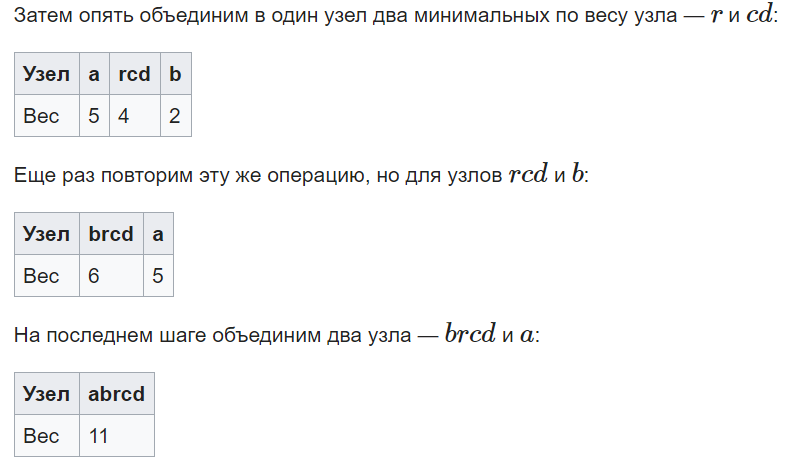 Затем опять объединим в один узел два минимальных по весу узла — r и cd:
Узел a rcd b
Вес 5 4 2
Еще раз повторим эту же операцию, но для узлов rcd и b:
Узел brcd a
Вес 6 5
На последнем шаге объединим два узла — brcd и a:
Узел abrcd
Вес 11